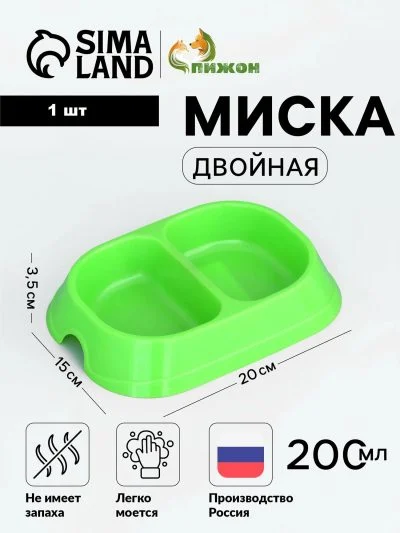 SIMA
LAND
ПИЖОН
1 шт
МИСКА
ДВОЙНАЯ
3,5 см
15 см
20 см
200 мл
Не имеет
запаха
Легко
моется
Производство
Россия